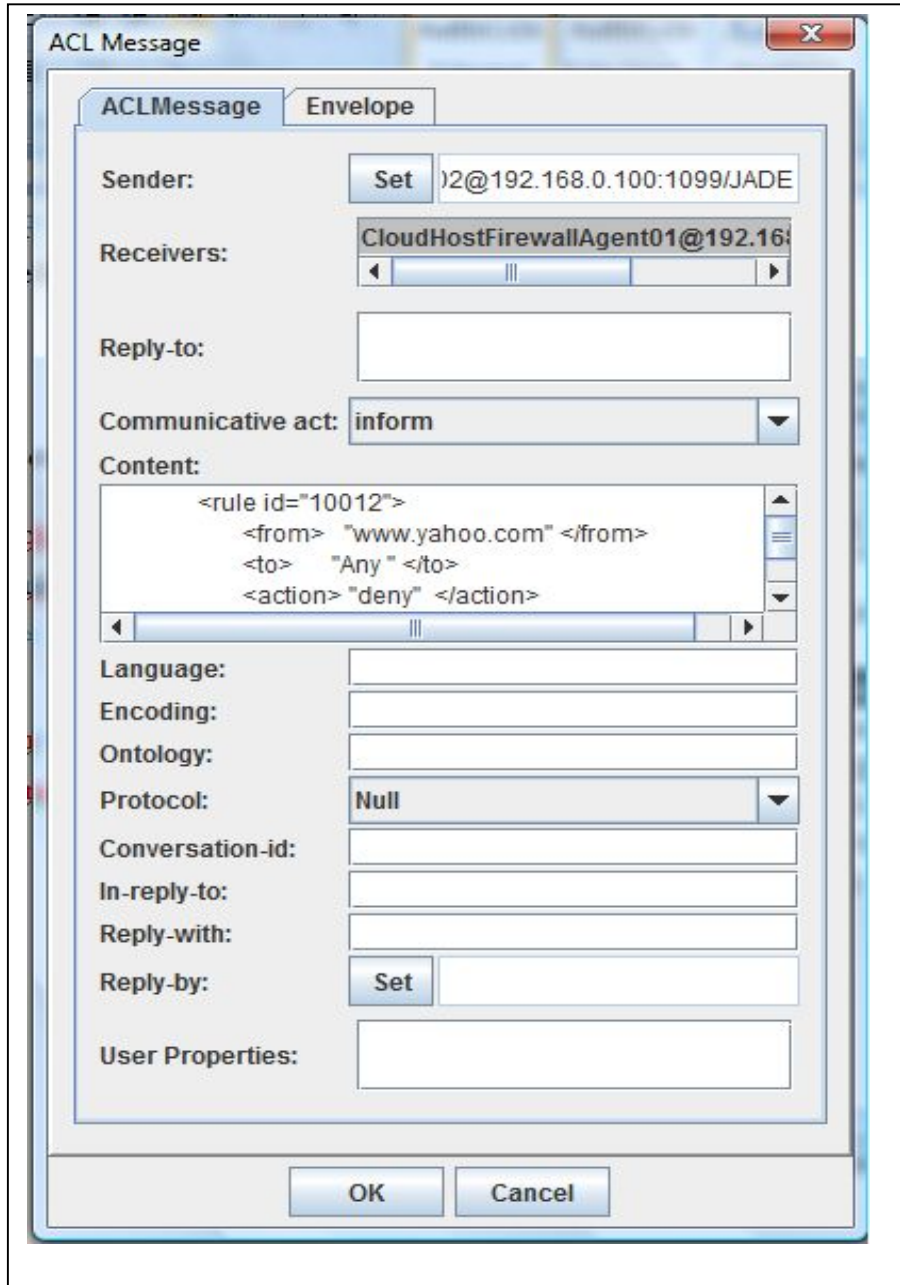 ACL Message
ACLMessage Envelope
Sender: Set )2@192.168.0.100:1099/JADE
Receivers: CloudHostFirewallAgent01@192.168
Reply-to:
Communicative act: inform
Content:
<rule id="10012">
<from> "www.yahoo.com" </from>
<to> "Any " </to>
<action> "deny" </action>
Language:
Encoding:
Ontology:
Protocol: Null
Conversation-id:
In-reply-to:
Reply-with:
Reply-by: Set
User Properties:
OK Cancel